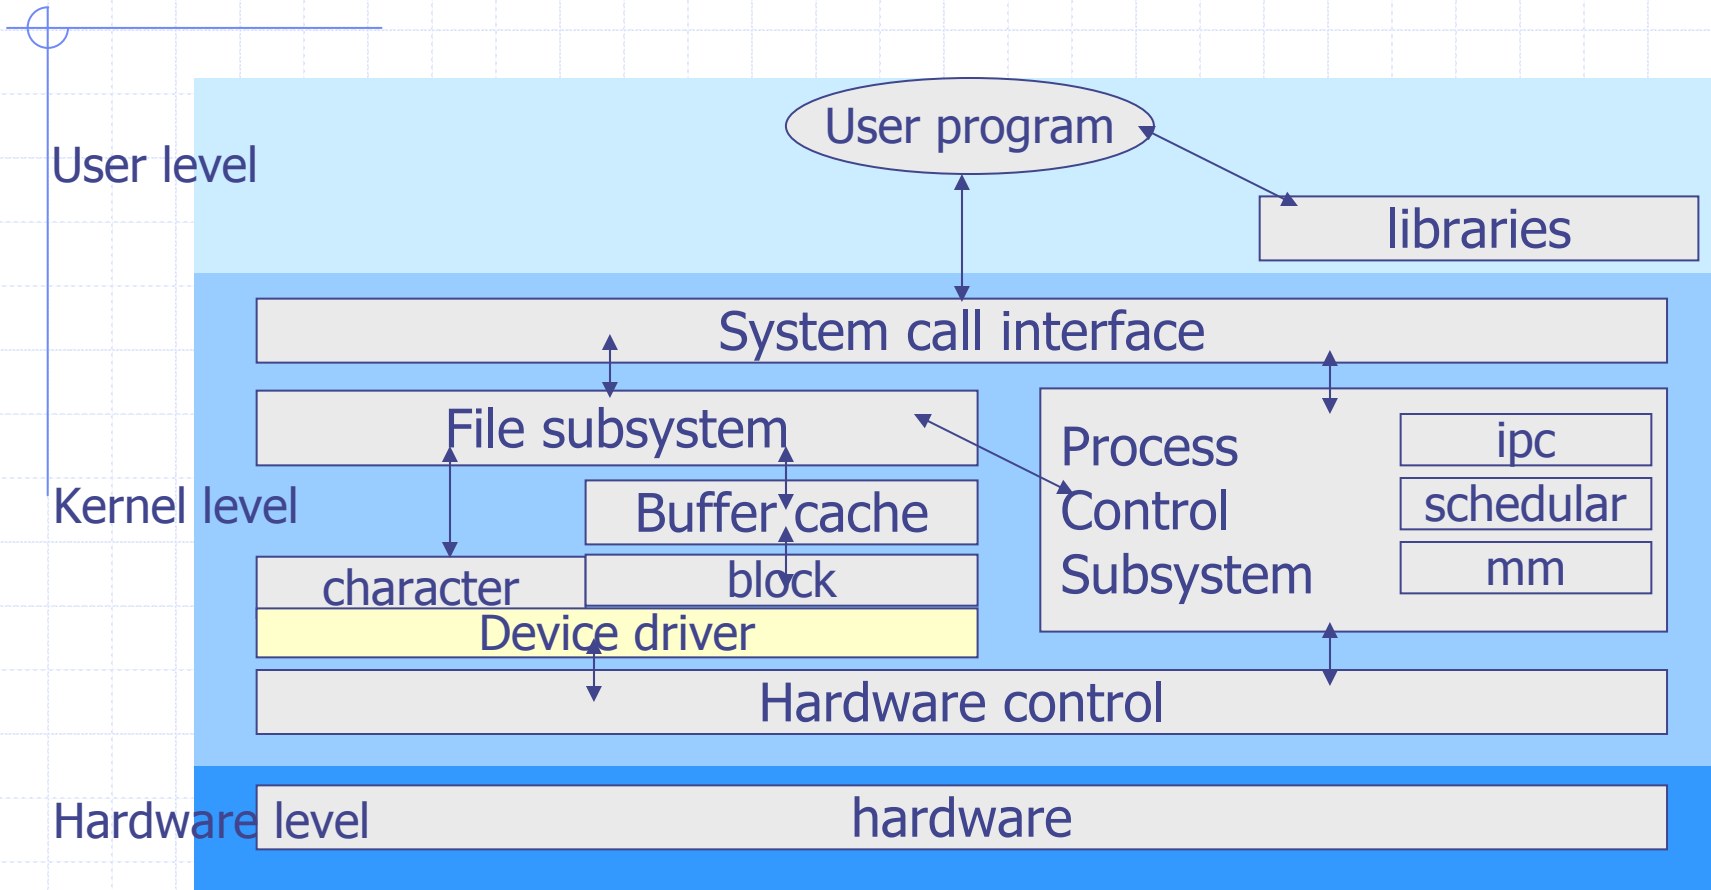 User program
User level
libraries
System call interface
File subsystem
Process
Control
Subsystem
ipc
schedular
mm
Kernel level
Buffer cache
character
block
Device driver
Hardware control
Hardware level
hardware